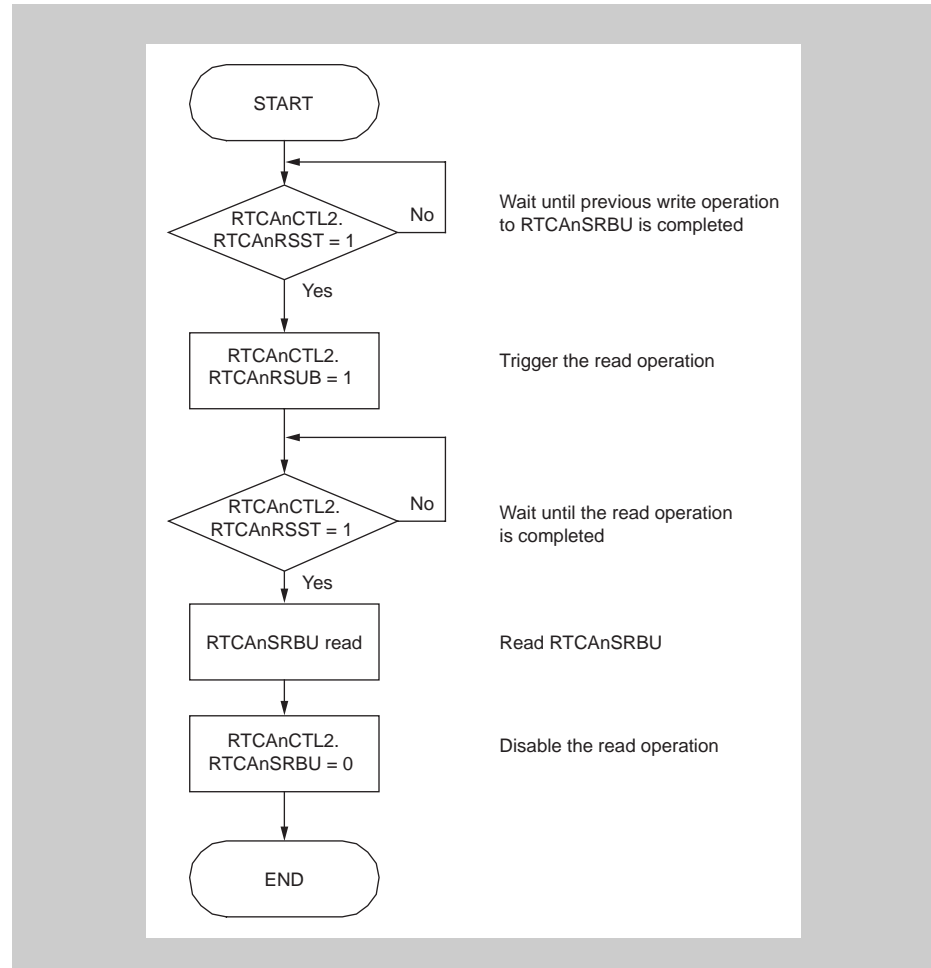 START
RTCAnCTL2.
RTCAnRSST = 1
No
Wait until previous write operation
to RTCAnSRBU is completed
Yes
RTCAnCTL2.
RTCAnRSUB = 1
Trigger the read operation
RTCAnCTL2.
RTCAnRSST = 1
No
Wait until the read operation
is completed
Yes
RTCAnSRBU read
Read RTCAnSRBU
RTCAnCTL2.
RTCAnSRBU = 0
Disable the read operation
END